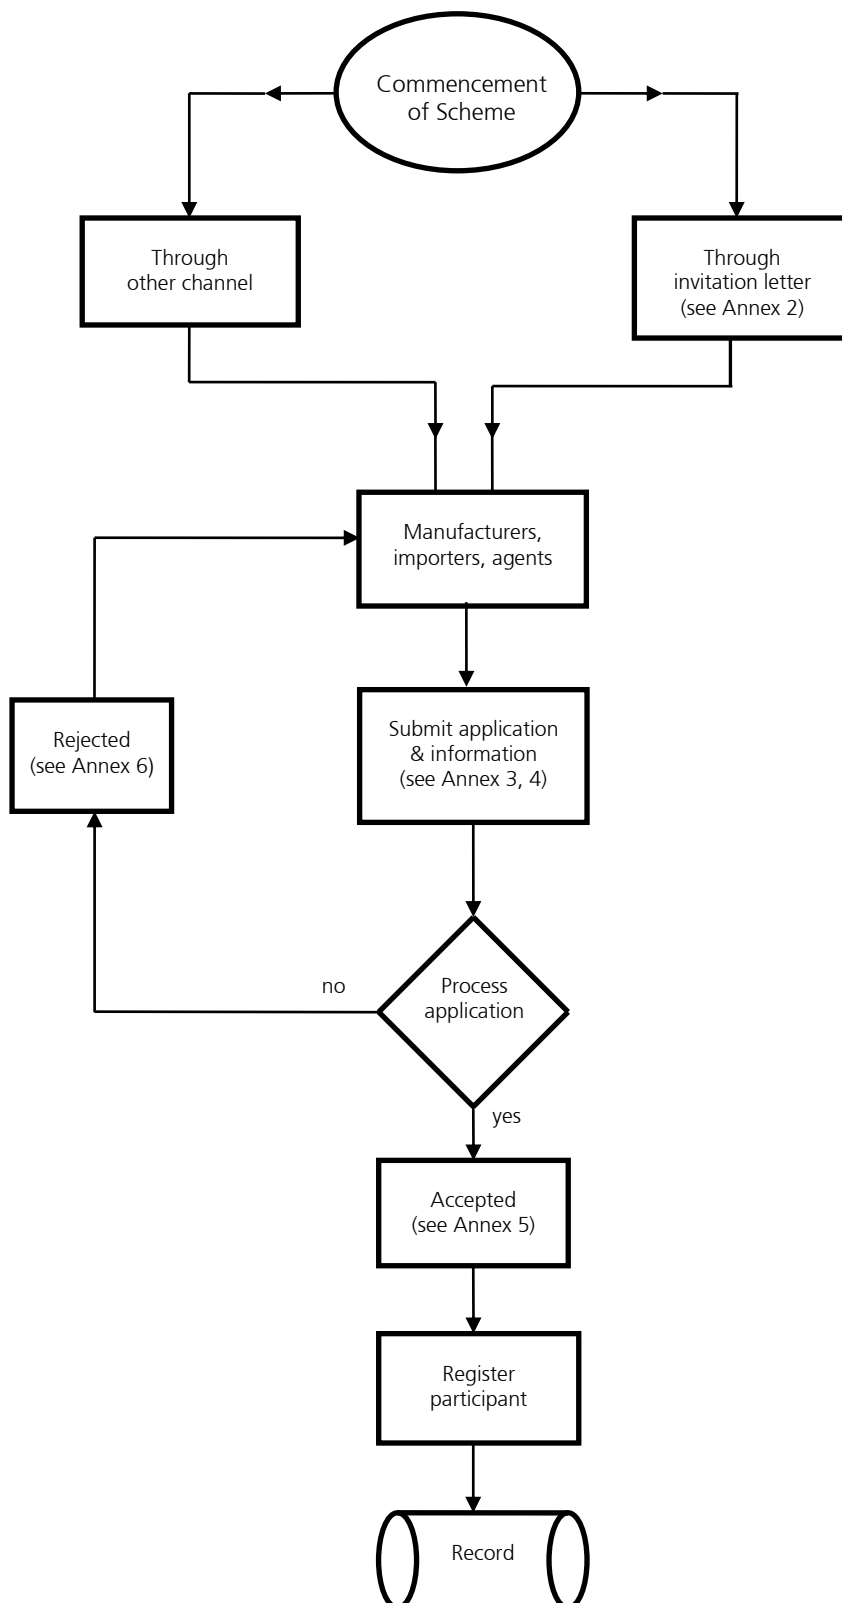 Commencement
of Scheme
Through
other channel
Through
invitation letter
(see Annex 2)
Manufacturers,
importers, agents
Rejected
(see Annex 6)
Submit application
& information
(see Annex 3, 4)
no
Process
application
yes
Accepted
(see Annex 5)
Register
participant
Record